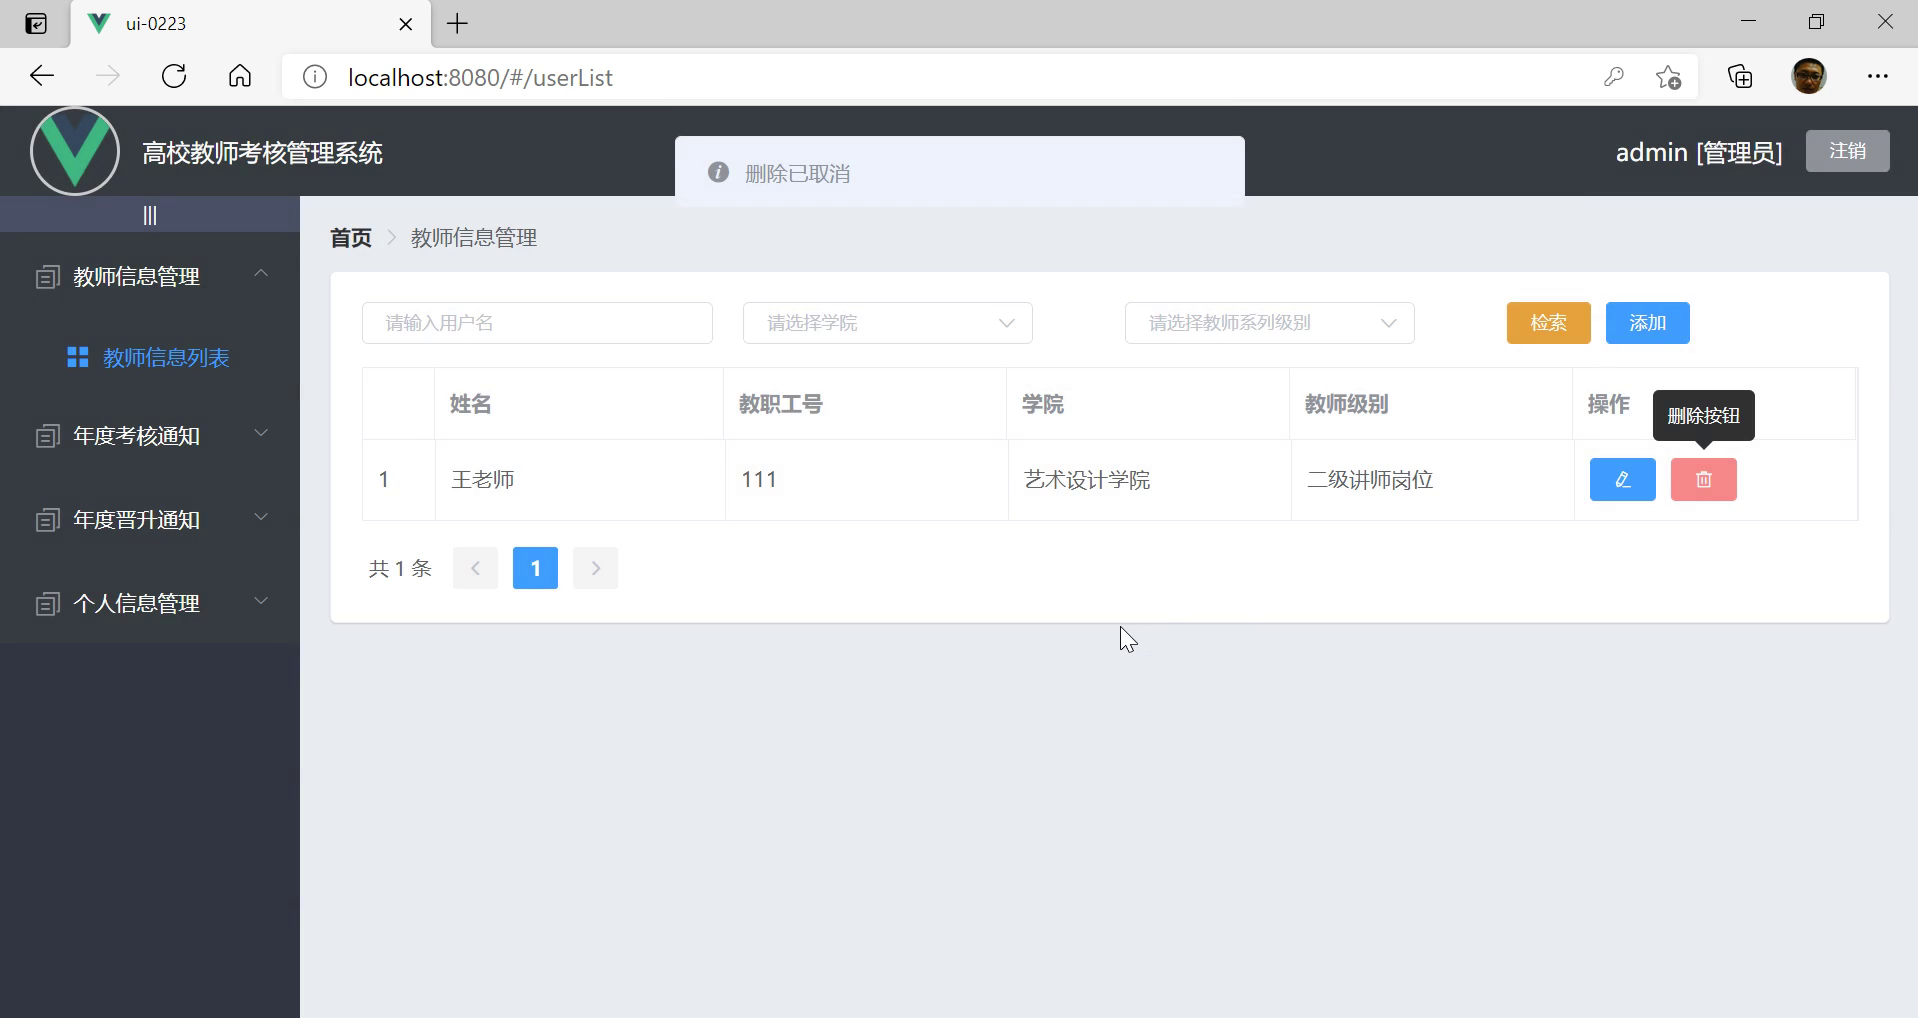 ui-0223
localhost:8080/#/userList
高校教师考核管理系统
删除已取消
admin [管理员]
注销
首页
教师信息管理
教师信息管理
教师信息列表
年度考核通知
年度晋升通知
个人信息管理
请输入用户名
请选择学院
请选择教师系列级别
检索
添加
姓名 教职工号 学院 教师级别 操作
删除按钮
1 王老师 111 艺术设计学院 二级讲师岗位
共 1 条
1